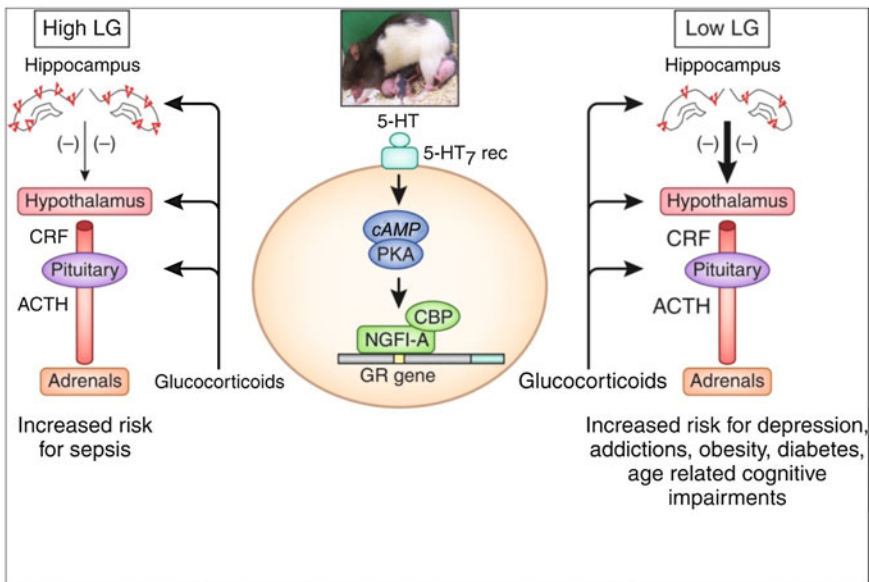 High LG
Hippocampus
(–) (–)
Hypothalamus
CRF
Pituitary
ACTH
Adrenals
Glucocorticoids
Increased risk
for sepsis
5-HT
5-HT7 rec
cAMP
PKA
CBP
NGFI-A
GR gene
Low LG
Hippocampus
(–) (–)
Hypothalamus
CRF
Pituitary
ACTH
Glucocorticoids
Adrenals
Increased risk for depression,
addictions, obesity, diabetes,
age related cognitive
impairments